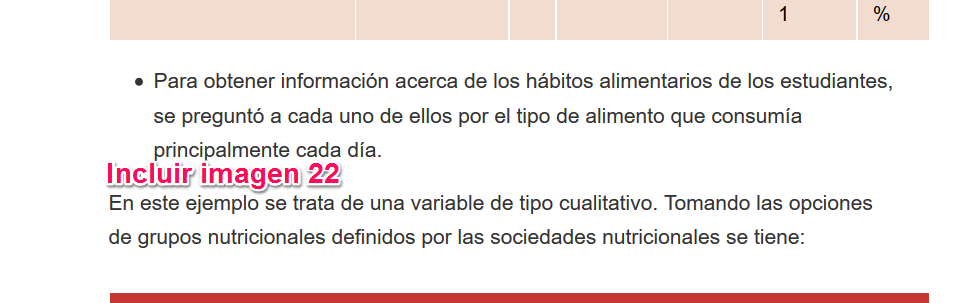 1 %
• Para obtener información acerca de los hábitos alimentarios de los estudiantes,
se preguntó a cada uno de ellos por el tipo de alimento que consumía
principalmente cada día.
Incluir imagen 22
En este ejemplo se trata de una variable de tipo cualitativo. Tomando las opciones
de grupos nutricionales definidos por las sociedades nutricionales se tiene: